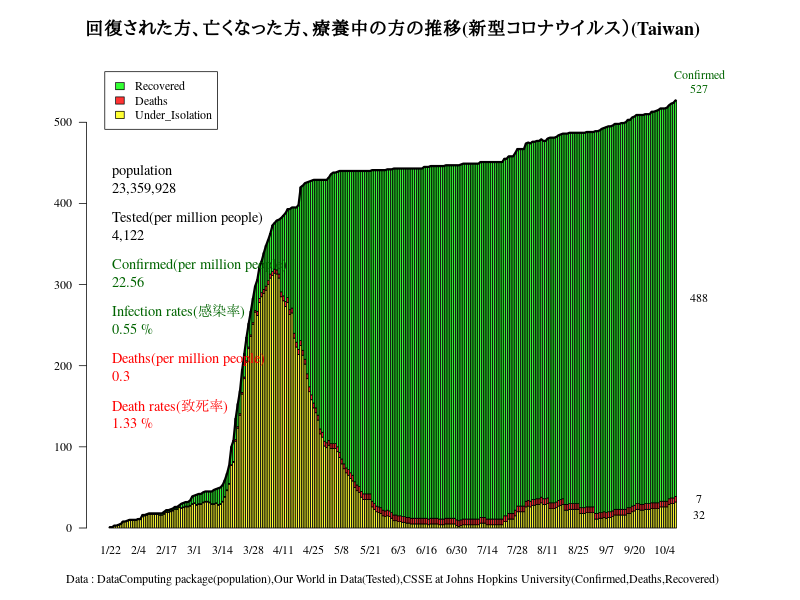 回復された方、亡くなった方、療養中の方の推移(新型コロナウイルス）(Taiwan)
Confirmed
527
Recovered
Deaths
Under_Isolation
500
population
23,359,928
400
Tested(per million people)
4,122
Confirmed(per million people)
22.56
300
488
Infection rates(感染率)
0.55 %
200
Deaths(per million people)
0.3
Death rates(致死率)
1.33 %
100
7
32
0
1/22 2/4 2/17 3/1 3/14 3/28 4/11 4/25 5/8 5/21 6/3 6/16 6/30 7/14 7/28 8/11 8/25 9/7 9/20 10/4
Data : DataComputing package(population),Our World in Data(Tested),CSSE at Johns Hopkins University(Confirmed,Deaths,Recovered)